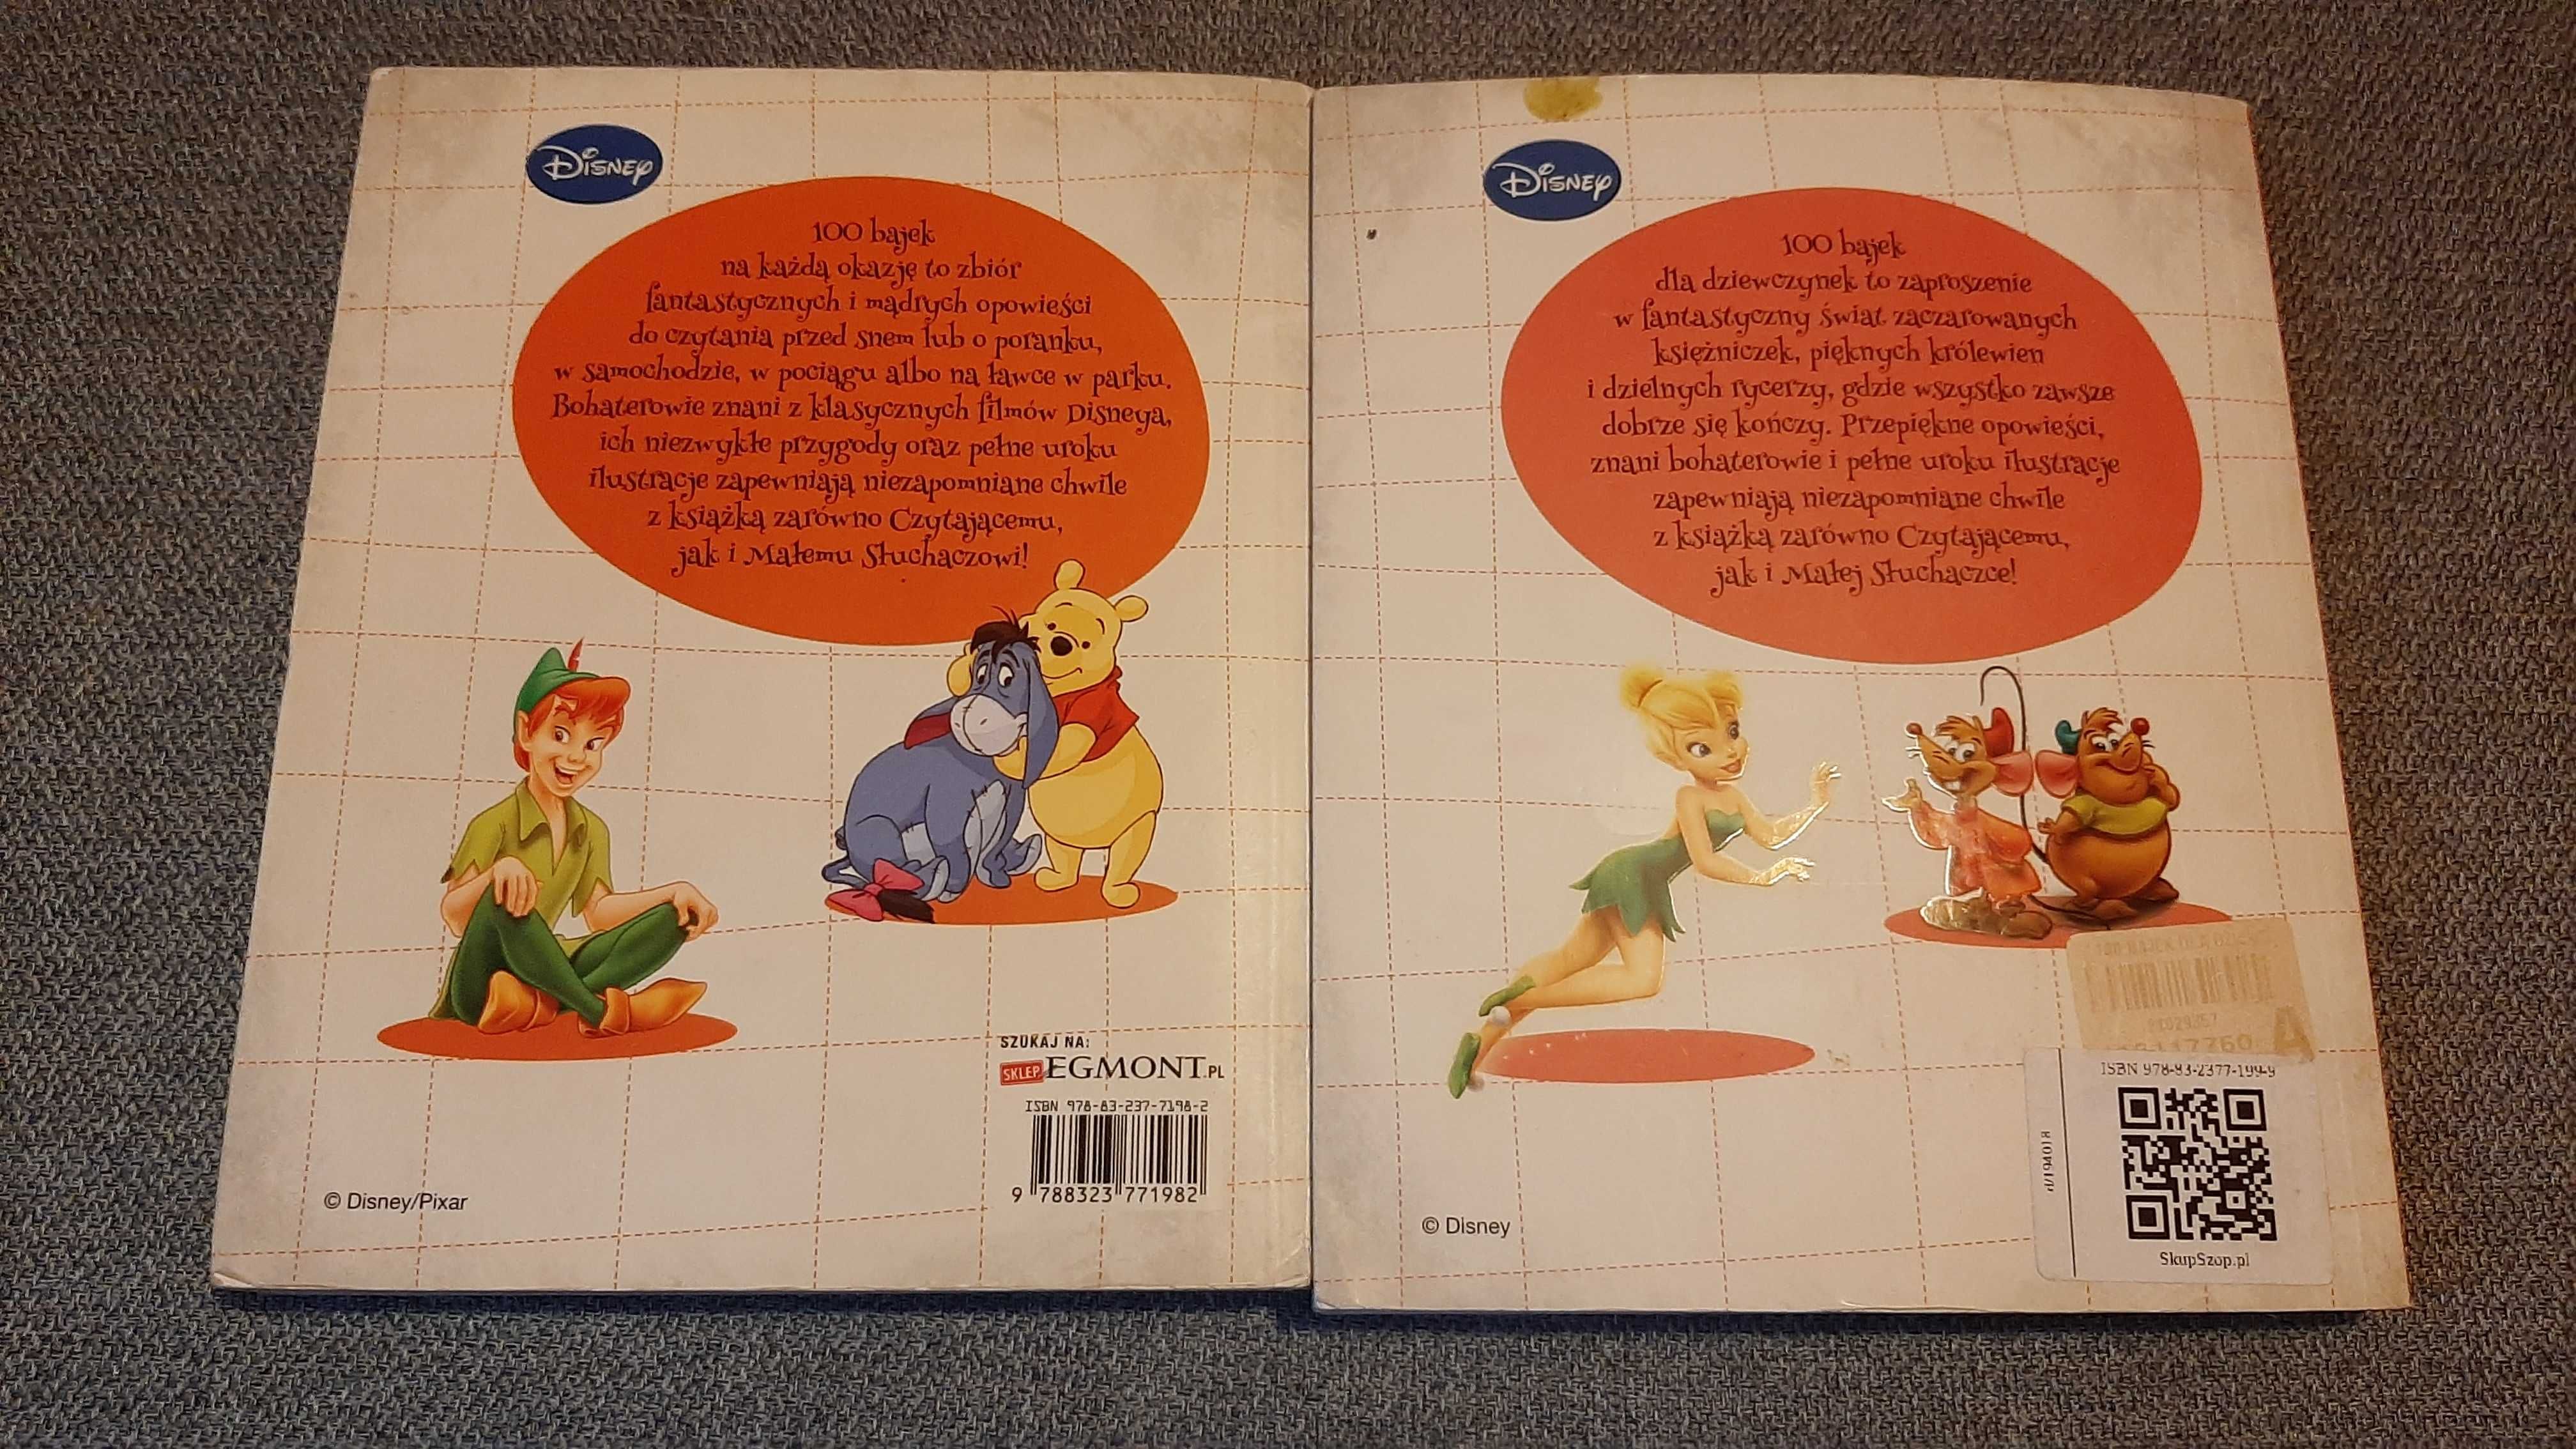 Disney
100 bajek
na każdą okazję to zbiór
fantastycznych i mądrych opowieści
do czytania przed snem lub o poranku,
w samochodzie, w pociągu albo na ławce w parku.
Bohaterowie znani z klasycznych filmów Disneya,
ich niezwykłe przygody oraz pełne uroku
ilustracje zapewniają niezapomniane chwile
z książką zarówno Czytającemu,
jak i Małemu Słuchaczowi!
SZUKAJ NA:
SKLEP EGMONT.PL
ISBN 978-83-237-7198-2
9 788323 771982
© Disney/Pixar
Disney
100 bajek
dla dziewczynek to zaproszenie
w fantastyczny świat zaczarowanych
księżniczek, pięknych królewien
i dzielnych rycerzy, gdzie wszystko zawsze
dobrze się kończy. Przepiękne opowieści,
znani bohaterowie i pełne uroku ilustracje
zapewniają niezapomniane chwile
z książką zarówno Czytającemu,
jak i Małej Słuchaczce!
100 BAJEK DLA
A
ISBN 978-83-2377-199-9
SkupSzop.pl
© Disney